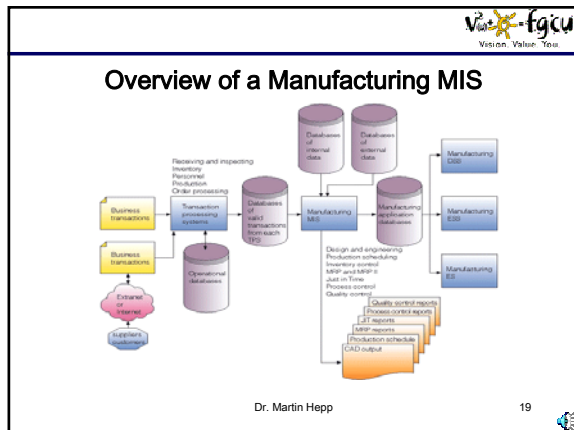 fgcu
Vision. Value. You.
Overview of a Manufacturing MIS
Databases
of
internal
data
Databases
of
external
data
Receiving and inspecting
Inventory
Personnel
Production
Order processing
Business
transactions
Transaction
processing
systems
Databases
of
valid
transactions
from each
TPS
Manufacturing
MIS
Manufacturing
application
databases
Manufacturing
DSS
Manufacturing
ESS
Manufacturing
ES
Business
transactions
Operational
databases
Extranet
or
Internet
suppliers
customers
Design and engineering
Production scheduling
Inventory control
MRP and MRP II
Just in Time
Process control
Quality control
Quality control reports
Process control reports
JIT reports
MRP reports
Production schedule
CAD output
Dr. Martin Hepp
19